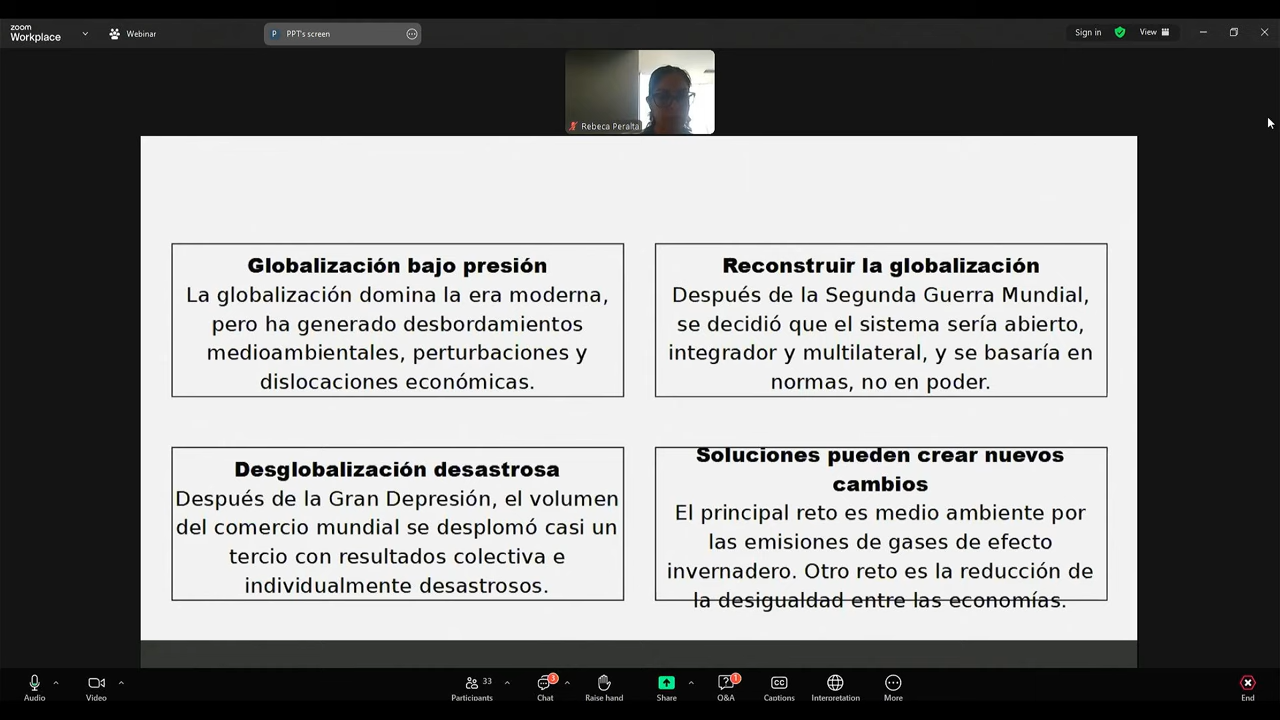 zoom
Workplace
Webinar
P PPT's screen
Sign in
View
Rebeca Peralta
Globalización bajo presión
La globalización domina la era moderna,
pero ha generado desbordamientos
medioambientales, perturbaciones y
dislocaciones económicas.
Reconstruir la globalización
Después de la Segunda Guerra Mundial,
se decidió que el sistema sería abierto,
integrador y multilateral, y se basaría en
normas, no en poder.
Desglobalización desastrosa
Después de la Gran Depresión, el volumen
del comercio mundial se desplomó casi un
tercio con resultados colectiva e
individualmente desastrosos.
Soluciones pueden crear nuevos
cambios
El principal reto es medio ambiente por
las emisiones de gases de efecto
invernadero. Otro reto es la reducción de
la desigualdad entre las economías.
Audio
Video
33
Participants
3
Chat
Raise hand
Share
1
Q&A
CC
Captions
Interpretation
More
End